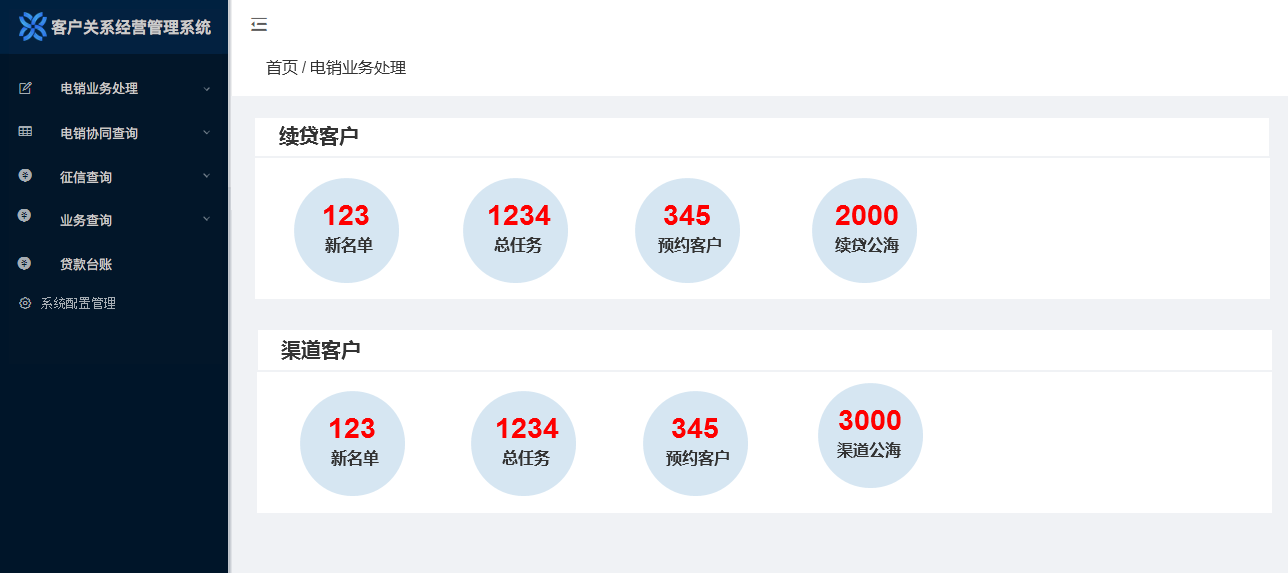 客户关系经营管理系统
电销业务处理
电销协同查询
征信查询
业务查询
贷款台账
系统配置管理
首页 / 电销业务处理
续贷客户
123
新名单
1234
总任务
345
预约客户
2000
续贷公海
渠道客户
123
新名单
1234
总任务
345
预约客户
3000
渠道公海